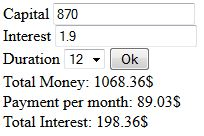 Capital 870
Interest 1.9
Duration 12 Ok
Total Money: 1068.36$
Payment per month: 89.03$
Total Interest: 198.36$